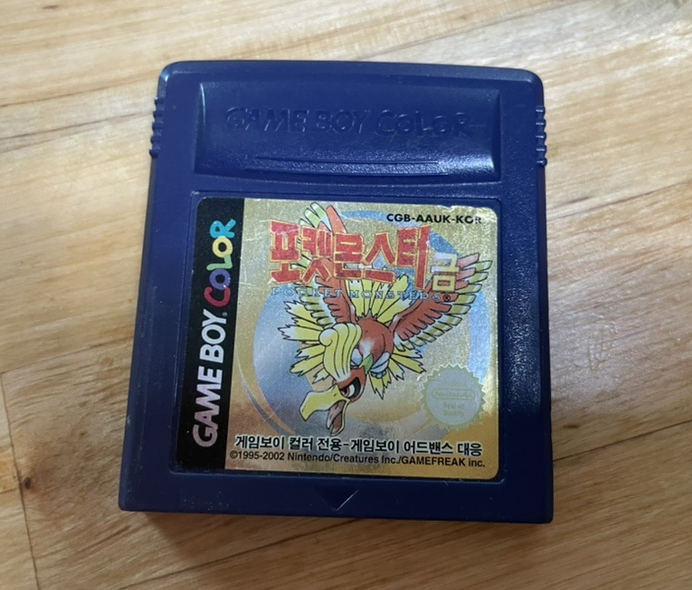 GAME BOY COLOR
CGB-AAUK-KOR
포켓몬스터 금
POCKET MONSTERS
GAME BOY COLOR
게임보이 컬러 전용-게임보이 어드밴스 대응
©1995-2002 Nintendo/Creatures Inc./GAMEFREAK inc.